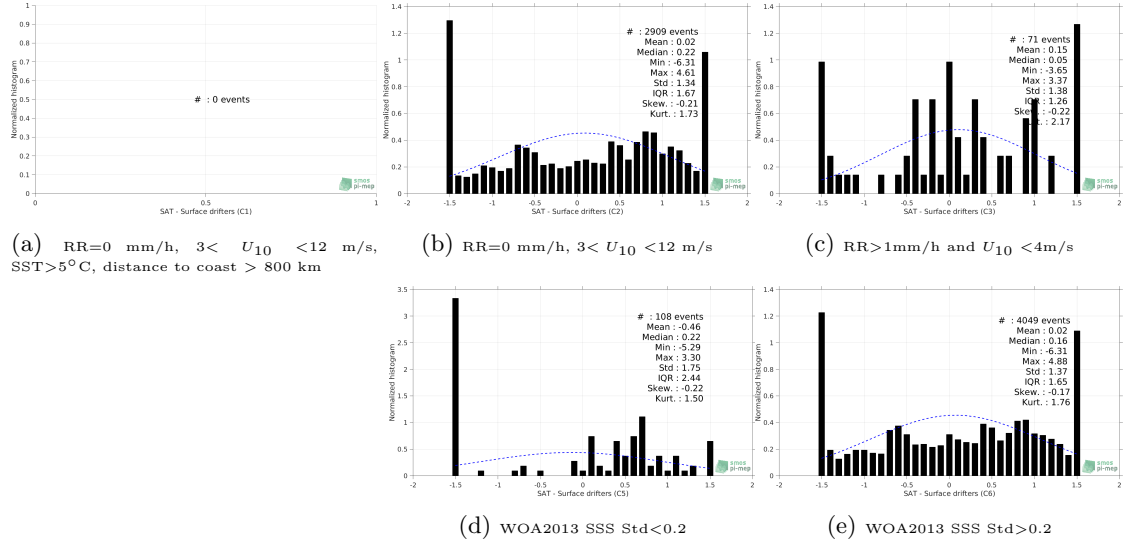 Normalized histogram
1
0.9
0.8
0.7
0.6
0.5
0.4
0.3
0.2
0.1
0
# : 0 events
smos
pi-mep
0 0.5 1
SAT - Surface drifters (C1)
(a) RR=0 mm/h, 3< U10 <12 m/s,
SST>5°C, distance to coast > 800 km
Normalized histogram
1.4
1.2
1
0.8
0.6
0.4
0.2
0
# : 2909 events
Mean : 0.02
Median : 0.22
Min : -6.31
Max : 4.61
Std : 1.34
IQR : 1.67
Skew. : -0.21
Kurt. : 1.73
smos
pi-mep
-2 -1.5 -1 -0.5 0 0.5 1 1.5 2
SAT - Surface drifters (C2)
(b) RR=0 mm/h, 3< U10 <12 m/s
Normalized histogram
1.4
1.2
1
0.8
0.6
0.4
0.2
0
# : 71 events
Mean : 0.15
Median : 0.05
Min : -3.65
Max : 3.37
Std : 1.38
IQR : 1.26
Skew. : -0.22
Kurt. : 2.17
smos
pi-mep
-2 -1.5 -1 -0.5 0 0.5 1 1.5 2
SAT - Surface drifters (C3)
(c) RR>1mm/h and U10 <4m/s
Normalized histogram
3.5
3
2.5
2
1.5
1
0.5
0
# : 108 events
Mean : -0.46
Median : 0.22
Min : -5.29
Max : 3.30
Std : 1.75
IQR : 2.44
Skew. : -0.22
Kurt. : 1.50
smos
pi-mep
-2 -1.5 -1 -0.5 0 0.5 1 1.5 2
SAT - Surface drifters (C5)
(d) WOA2013 SSS Std<0.2
Normalized histogram
1.4
1.2
1
0.8
0.6
0.4
0.2
0
# : 4049 events
Mean : 0.02
Median : 0.16
Min : -6.31
Max : 4.88
Std : 1.37
IQR : 1.65
Skew. : -0.17
Kurt. : 1.76
smos
pi-mep
-2 -1.5 -1 -0.5 0 0.5 1 1.5 2
SAT - Surface drifters (C6)
(e) WOA2013 SSS Std>0.2